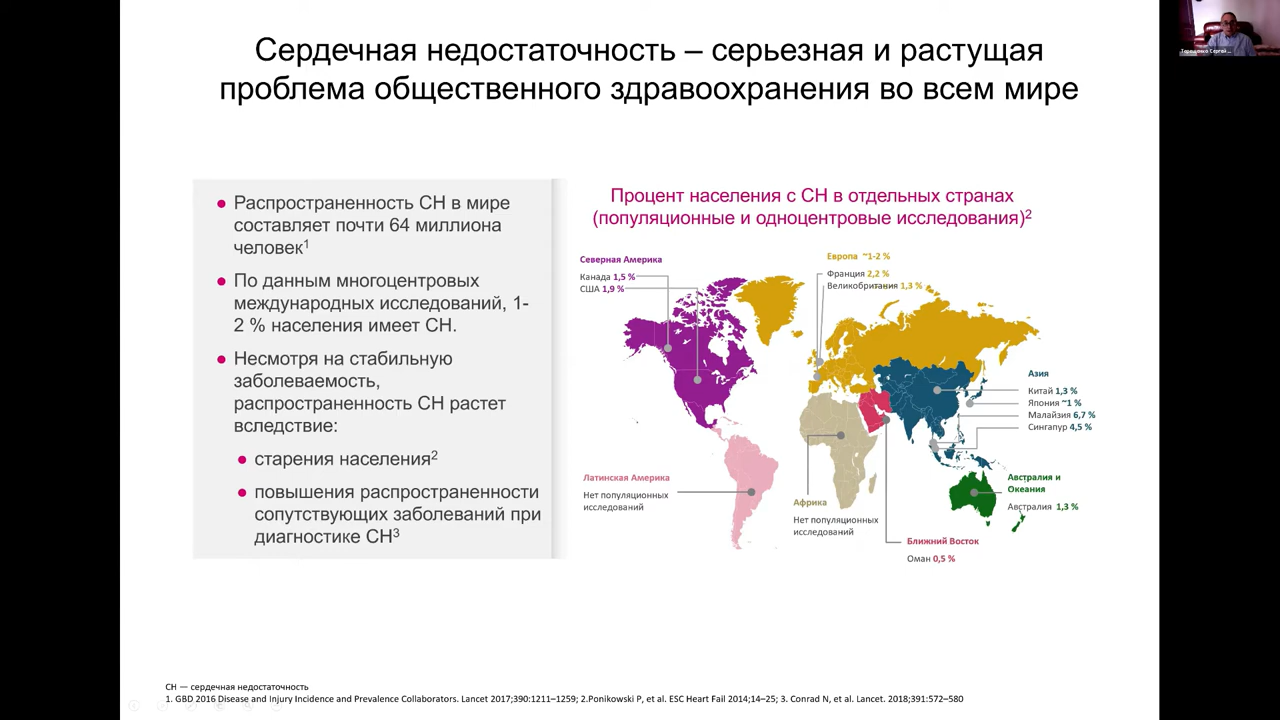 Сердечная недостаточность – серьезная и растущая
проблема общественного здравоохранения во всем мире
Распространенность СН в мире
составляет почти 64 миллиона
человек1
По данным многоцентровых
международных исследований, 1-
2 % населения имеет СН.
Несмотря на стабильную
заболеваемость,
распространенность СН растет
вследствие:
старения населения2
повышения распространенности
сопутствующих заболеваний при
диагностике СН3
Процент населения с СН в отдельных странах
(популяционные и одноцентровые исследования)2
Северная Америка
Канада 1,5 %
США 1,9 %
Европа ~1-2 %
Франция 2,2 %
Великобритания 1,3 %
Азия
Китай 1,3 %
Япония ~1 %
Малайзия 6,7 %
Сингапур 4,5 %
Латинская Америка
Нет популяционных
исследований
Африка
Нет популяционных
исследований
Австралия и
Океания
Австралия 1,3 %
Ближний Восток
Оман 0,5 %
СН — сердечная недостаточность
1. GBD 2016 Disease and Injury Incidence and Prevalence Collaborators. Lancet 2017;390:1211–1259; 2.Ponikowski P, et al. ESC Heart Fail 2014;14–25; 3. Conrad N, et al. Lancet. 2018;391:572–580